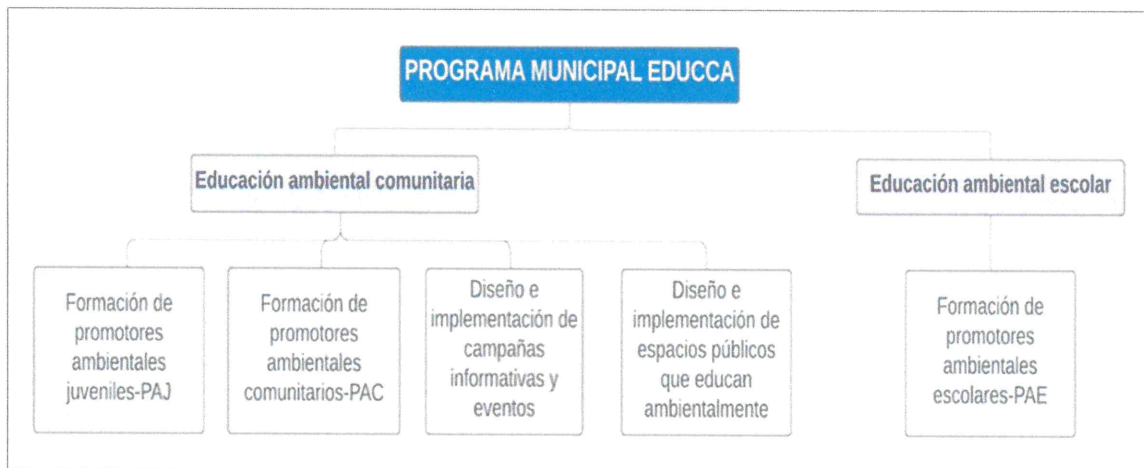 PROGRAMA MUNICIPAL EDUCCA
Educación ambiental comunitaria
Educación ambiental escolar
Formación de
promotores
ambientales
juveniles-PAJ
Formación de
promotores
ambientales
comunitarios-PAC
Diseño e
implementación de
campañas
informativas y
eventos
Diseño e
implementación de
espacios públicos
que educan
ambientalmente
Formación de
promotores
ambientales
escolares-PAE